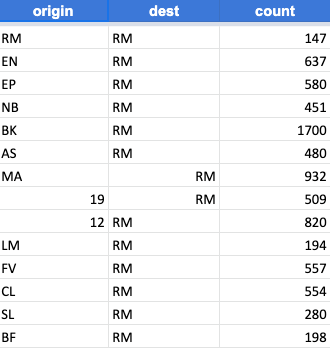 origin dest count
RM RM 147
EN RM 637
EP RM 580
NB RM 451
BK RM 1700
AS RM 480
MA RM 932
19 RM 509
12 RM 820
LM RM 194
FV RM 557
CL RM 554
SL RM 280
BF RM 198